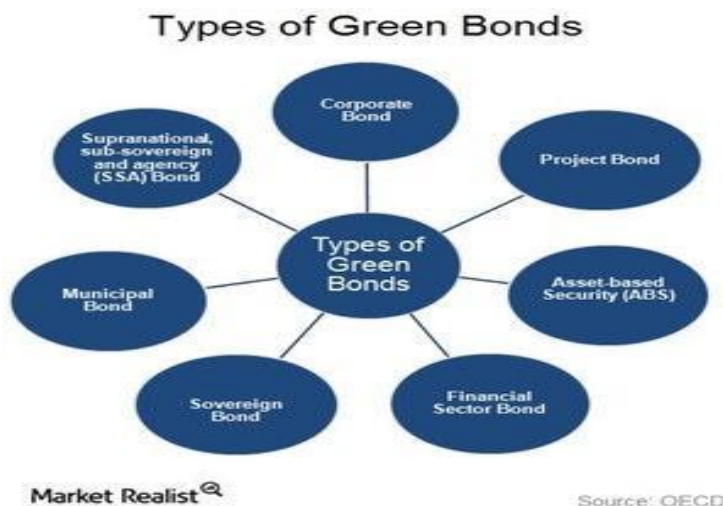 Types of Green Bonds
Corporate
Bond
Project Bond
Asset-based
Security (ABS)
Financial
Sector Bond
Sovereign
Bond
Municipal
Bond
Supranational,
sub-sovereign
and agency
(SSA) Bond
Types of
Green
Bonds
Market Realist
Source: OECD